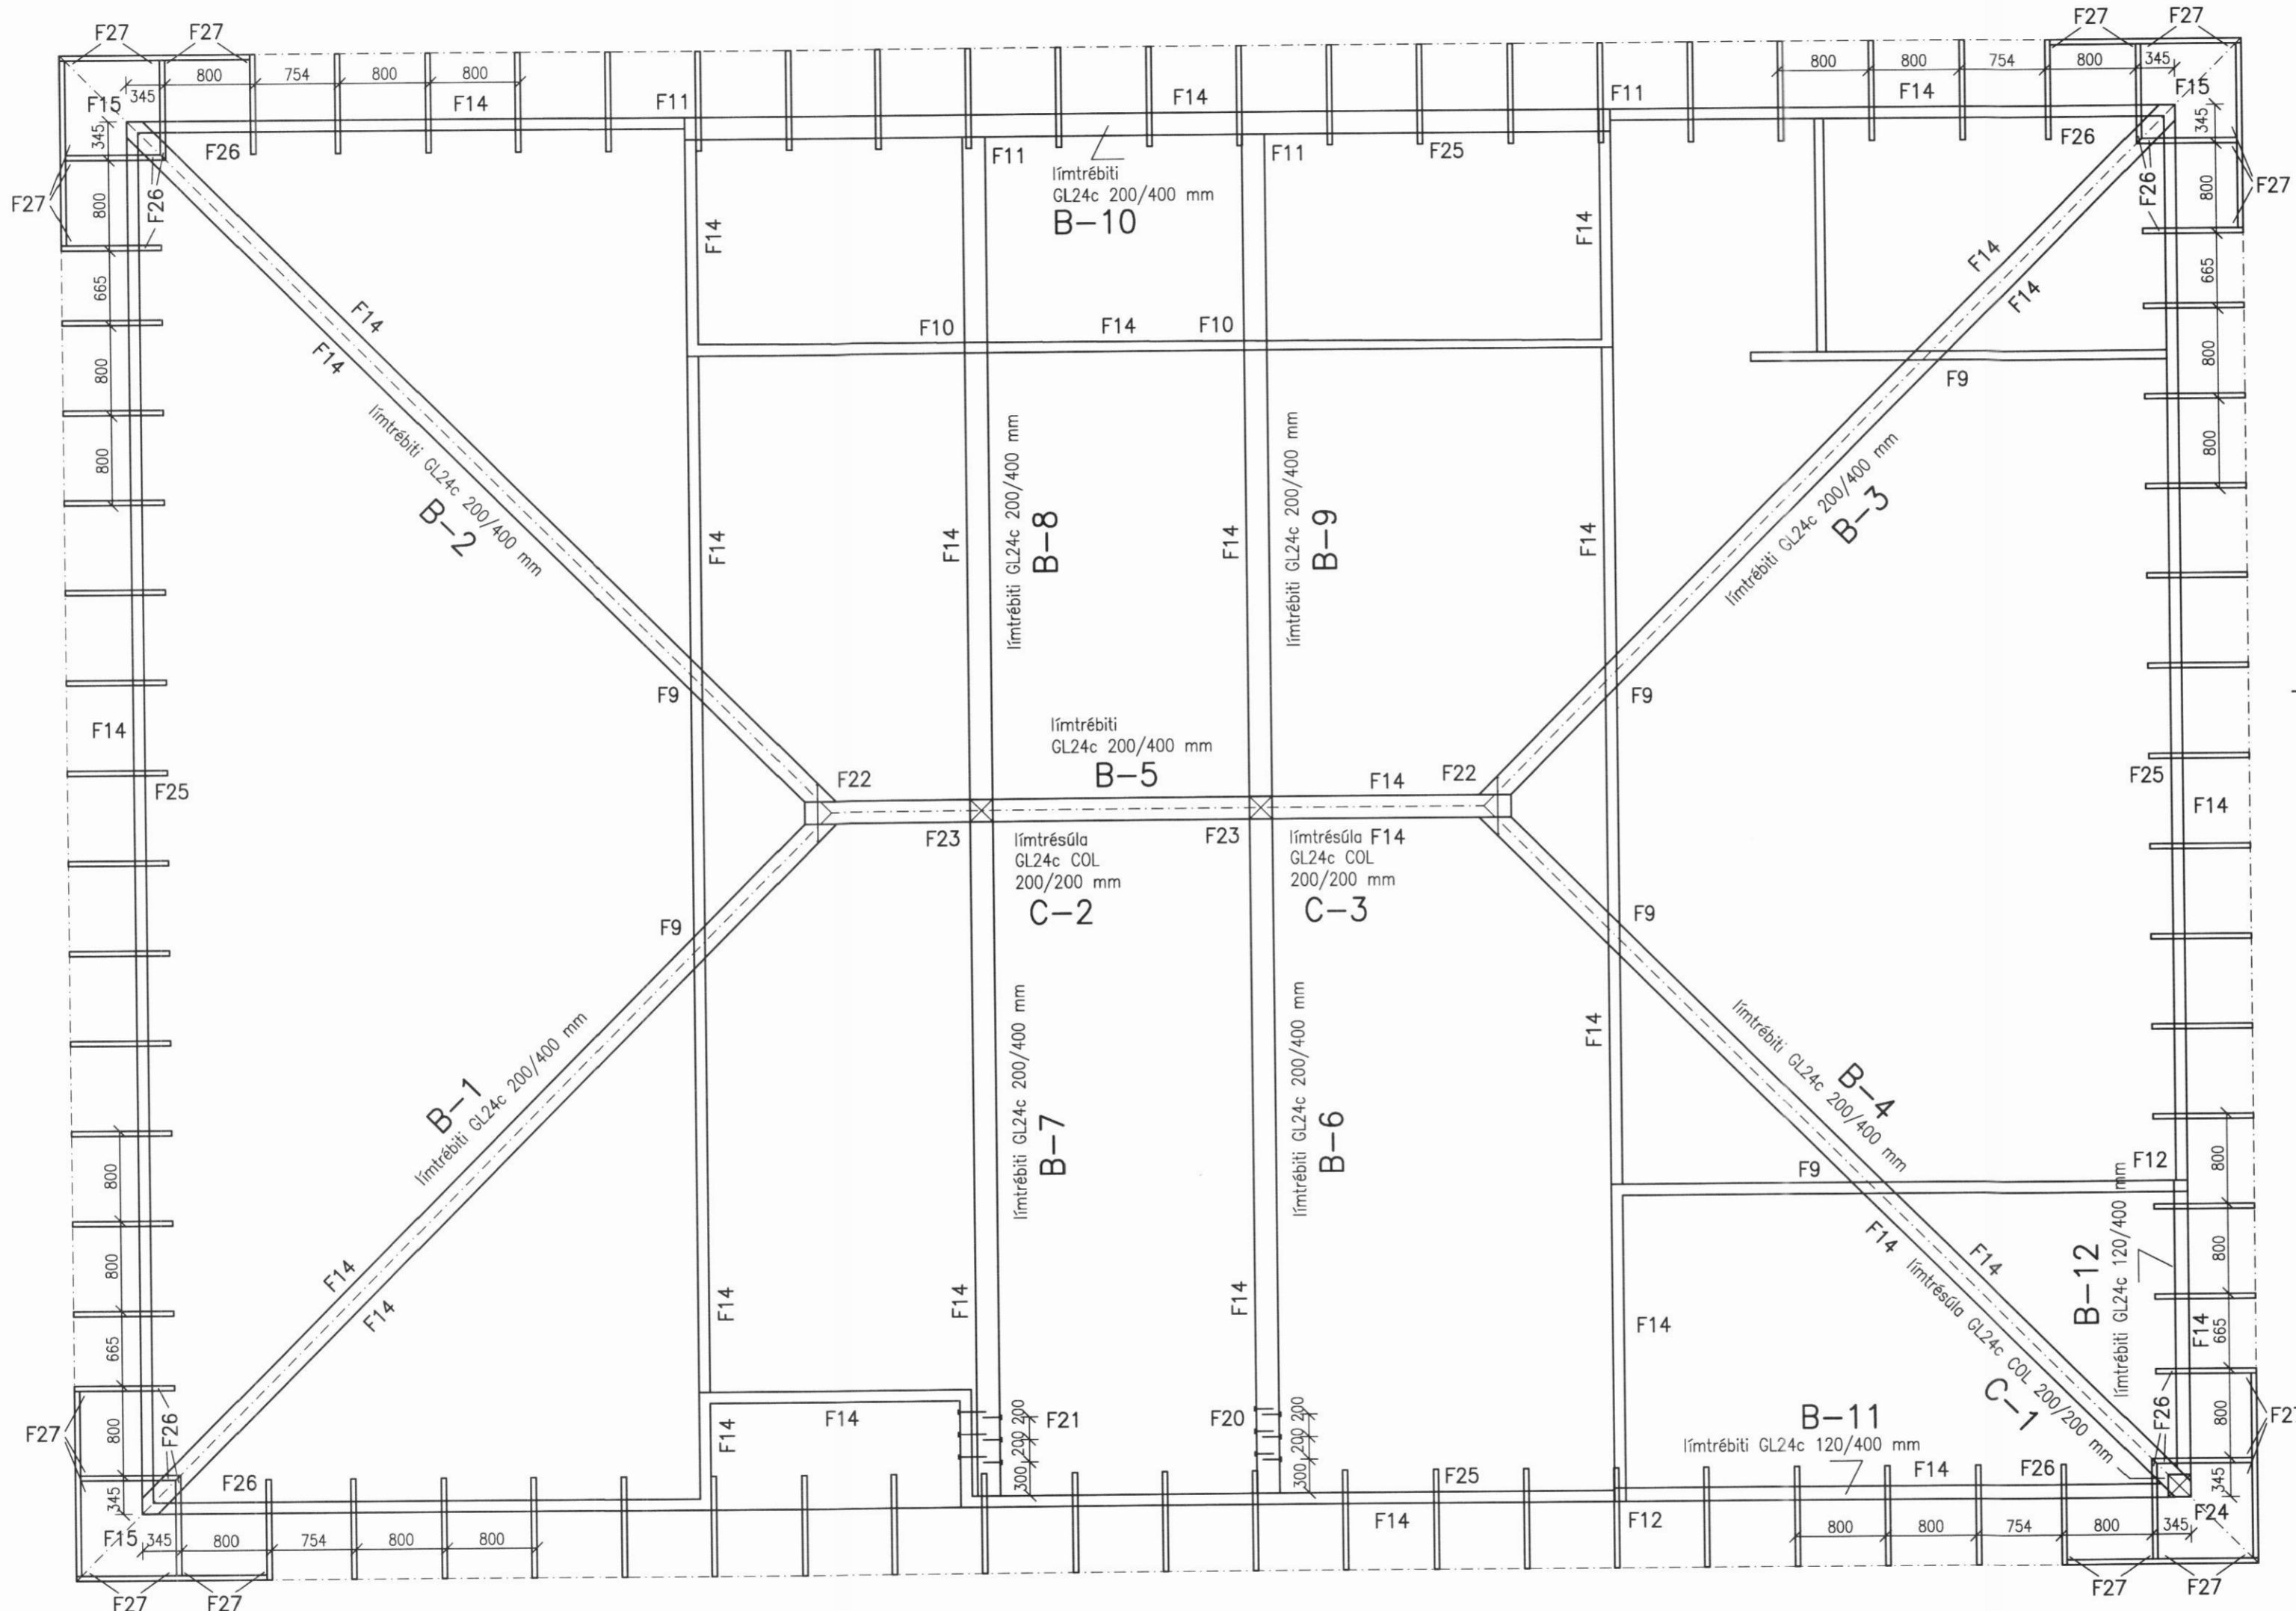 F27
F27
F27
F27
800
754
800
800
345
F15
F14
F11
F14
F11
F14
800
800
754
800
345
F15
345
F26
F26
F27
800
F26
F11
F11
F25
límtrébiti
GL24c 200/400 mm
B-10
345
F26
800
F27
F14
F14
665
800
800
F14
F14
F10
F14
F10
F14
F14
F9
665
800
800
límtrébiti GL24c 200/400 mm
B-2
F14
F14
límtrébiti GL24c 200/400 mm
B-8
F14
límtrébiti GL24c 200/400 mm
B-9
F14
límtrébiti GL24c 200/400 mm
B-3
F9
F9
F14
F25
límtrébiti
GL24c 200/400 mm
B-5
F22
F14
F22
F25
F14
F23
límtrésúla
GL24c COL
200/200 mm
C-2
F23
límtrésúla F14
GL24c COL
200/200 mm
C-3
F9
F9
B-1
límtrébiti GL24c 200/400 mm
límtrébiti GL24c 200/400 mm
B-7
límtrébiti GL24c 200/400 mm
B-6
F14
B-4
límtrébiti GL24c 200/400 mm
800
800
665
F14
F14
F14
F14
F14
F9
F12
F14
F14
F14
límtrésúla GL24c COL 200/200 mm
C-1
B-12
límtrébiti GL24c 120/400 mm
F14
800
800
665
F27
800
F26
345
F14
F14
F21
200
200
300
F20
200
200
300
B-11
límtrébiti GL24c 120/400 mm
F26
800
345
F26
F25
F14
F26
F15
345
800
754
800
800
F14
F12
800
800
754
800
345
F24
F27
F27
F27
F27